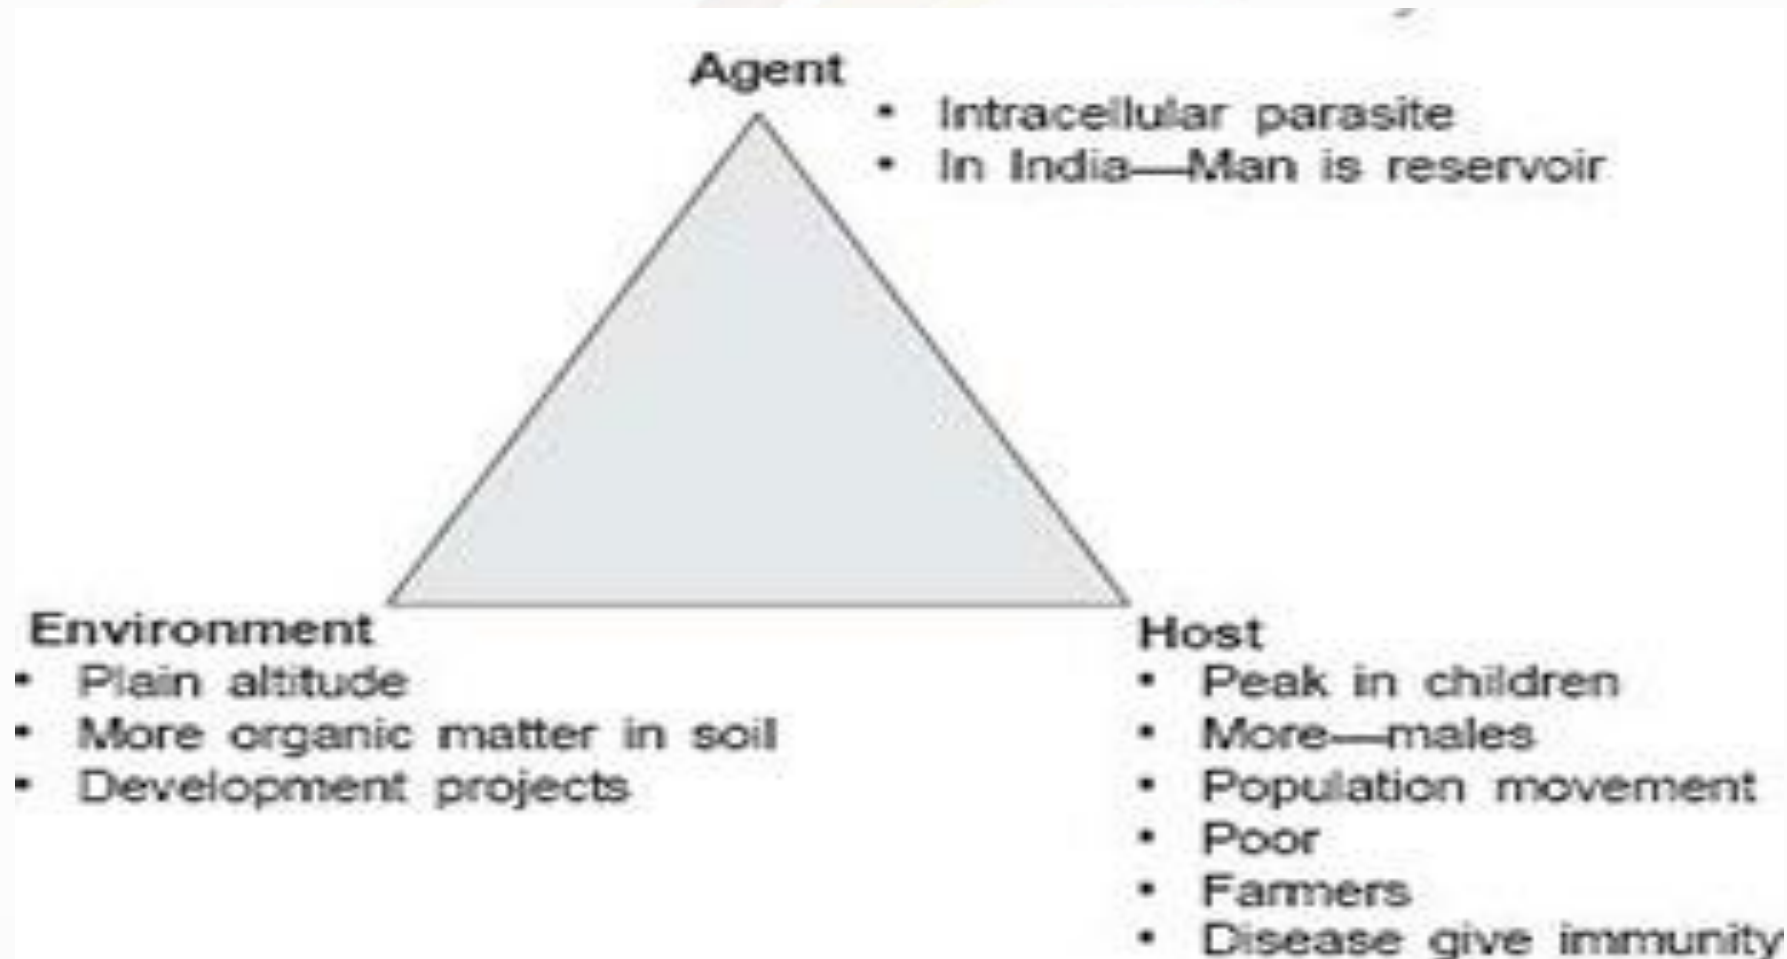 Agent
• Intracellular parasite
• In India—Man is reservoir
Environment
• Plain altitude
• More organic matter in soil
• Development projects
Host
• Peak in children
• More—males
• Population movement
• Poor
• Farmers
• Disease give immunity